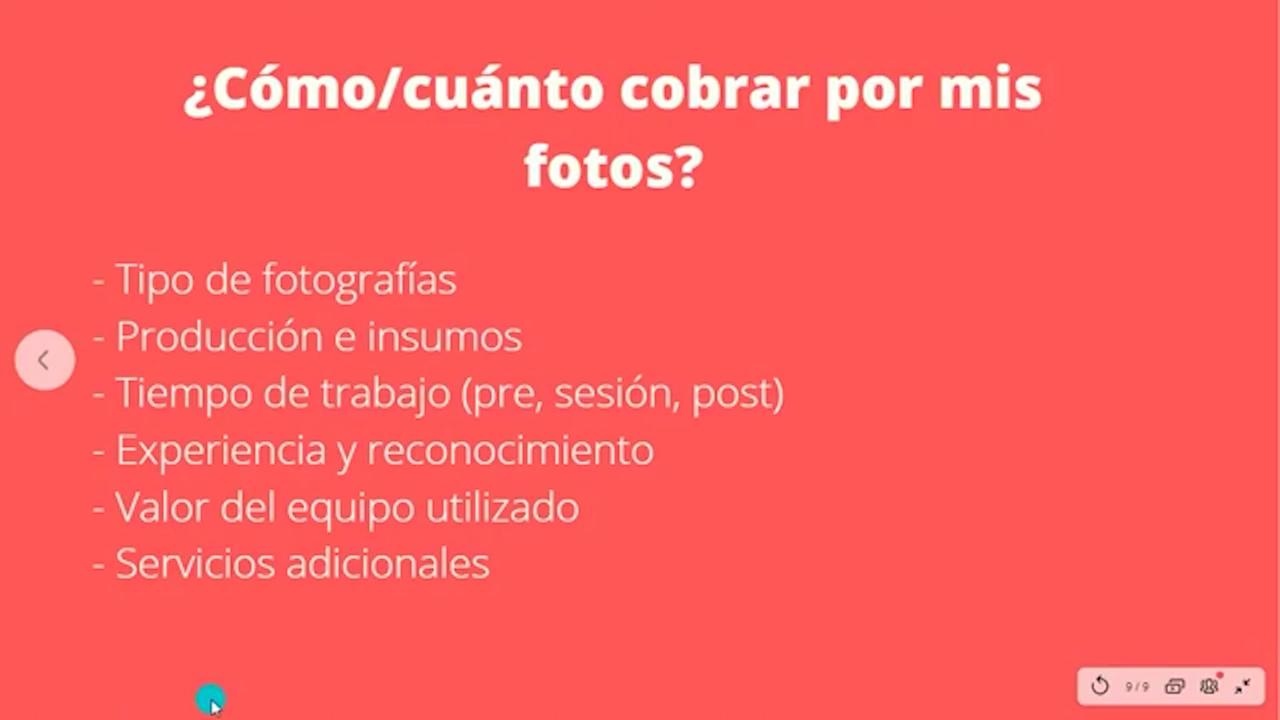 ¿Cómo/cuánto cobrar por mis
fotos?
- Tipo de fotografías
- Producción e insumos
- Tiempo de trabajo (pre, sesión, post)
- Experiencia y reconocimiento
- Valor del equipo utilizado
- Servicios adicionales
9/9